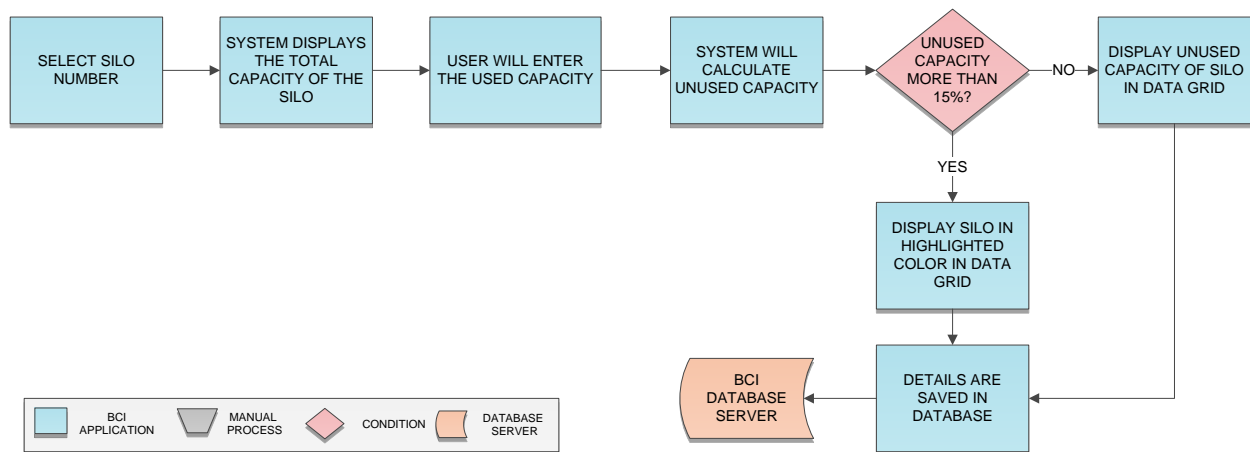 SELECT SILO
NUMBER
SYSTEM DISPLAYS
THE TOTAL
CAPACITY OF THE
SILO
USER WILL ENTER
THE USED CAPACITY
SYSTEM WILL
CALCULATE
UNUSED CAPACITY
UNUSED
CAPACITY
MORE THAN
15%?
NO
DISPLAY UNUSED
CAPACITY OF SILO
IN DATA GRID
YES
DISPLAY SILO IN
HIGHLIGHTED
COLOR IN DATA
GRID
DETAILS ARE
SAVED IN
DATABASE
BCI
DATABASE
SERVER
BCI
APPLICATION
MANUAL
PROCESS
CONDITION
DATABASE
SERVER